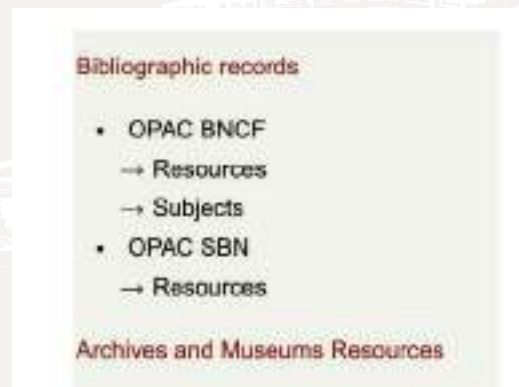 Bibliographic records
• OPAC BNCF
→ Resources
→ Subjects
• OPAC SBN
→ Resources
Archives and Museums Resources